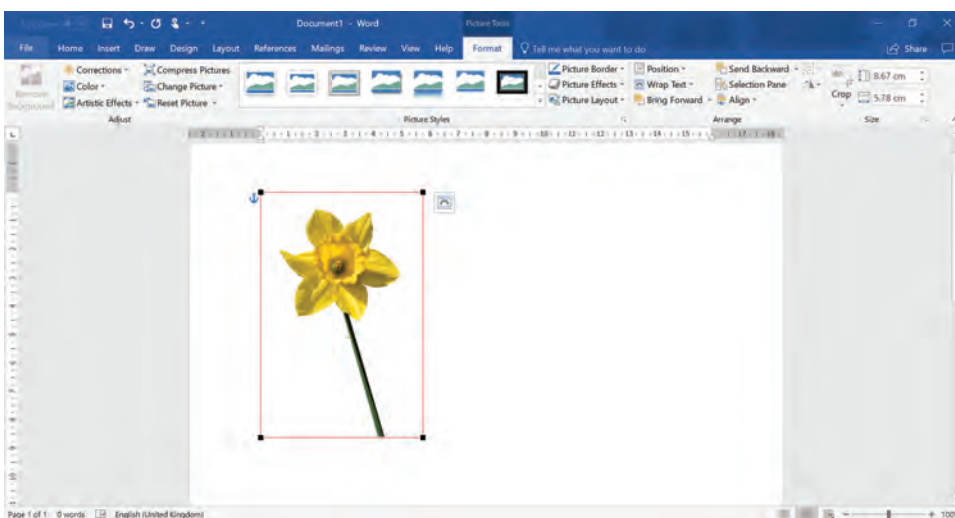 Document1 - Word
Picture Tools
File Home Insert Draw Design Layout References Mailings Review View Help Format Tell me what you want to do Share
Corrections Compress Pictures Picture Border Position Send Backward 8.67 cm
Remove Background Color Change Picture Picture Effects Wrap Text Selection Pane Crop
Artistic Effects Reset Picture Picture Layout Bring Forward Align 5.78 cm
Adjust Picture Styles Arrange Size
Page 1 of 1 0 words English (United Kingdom) 100%